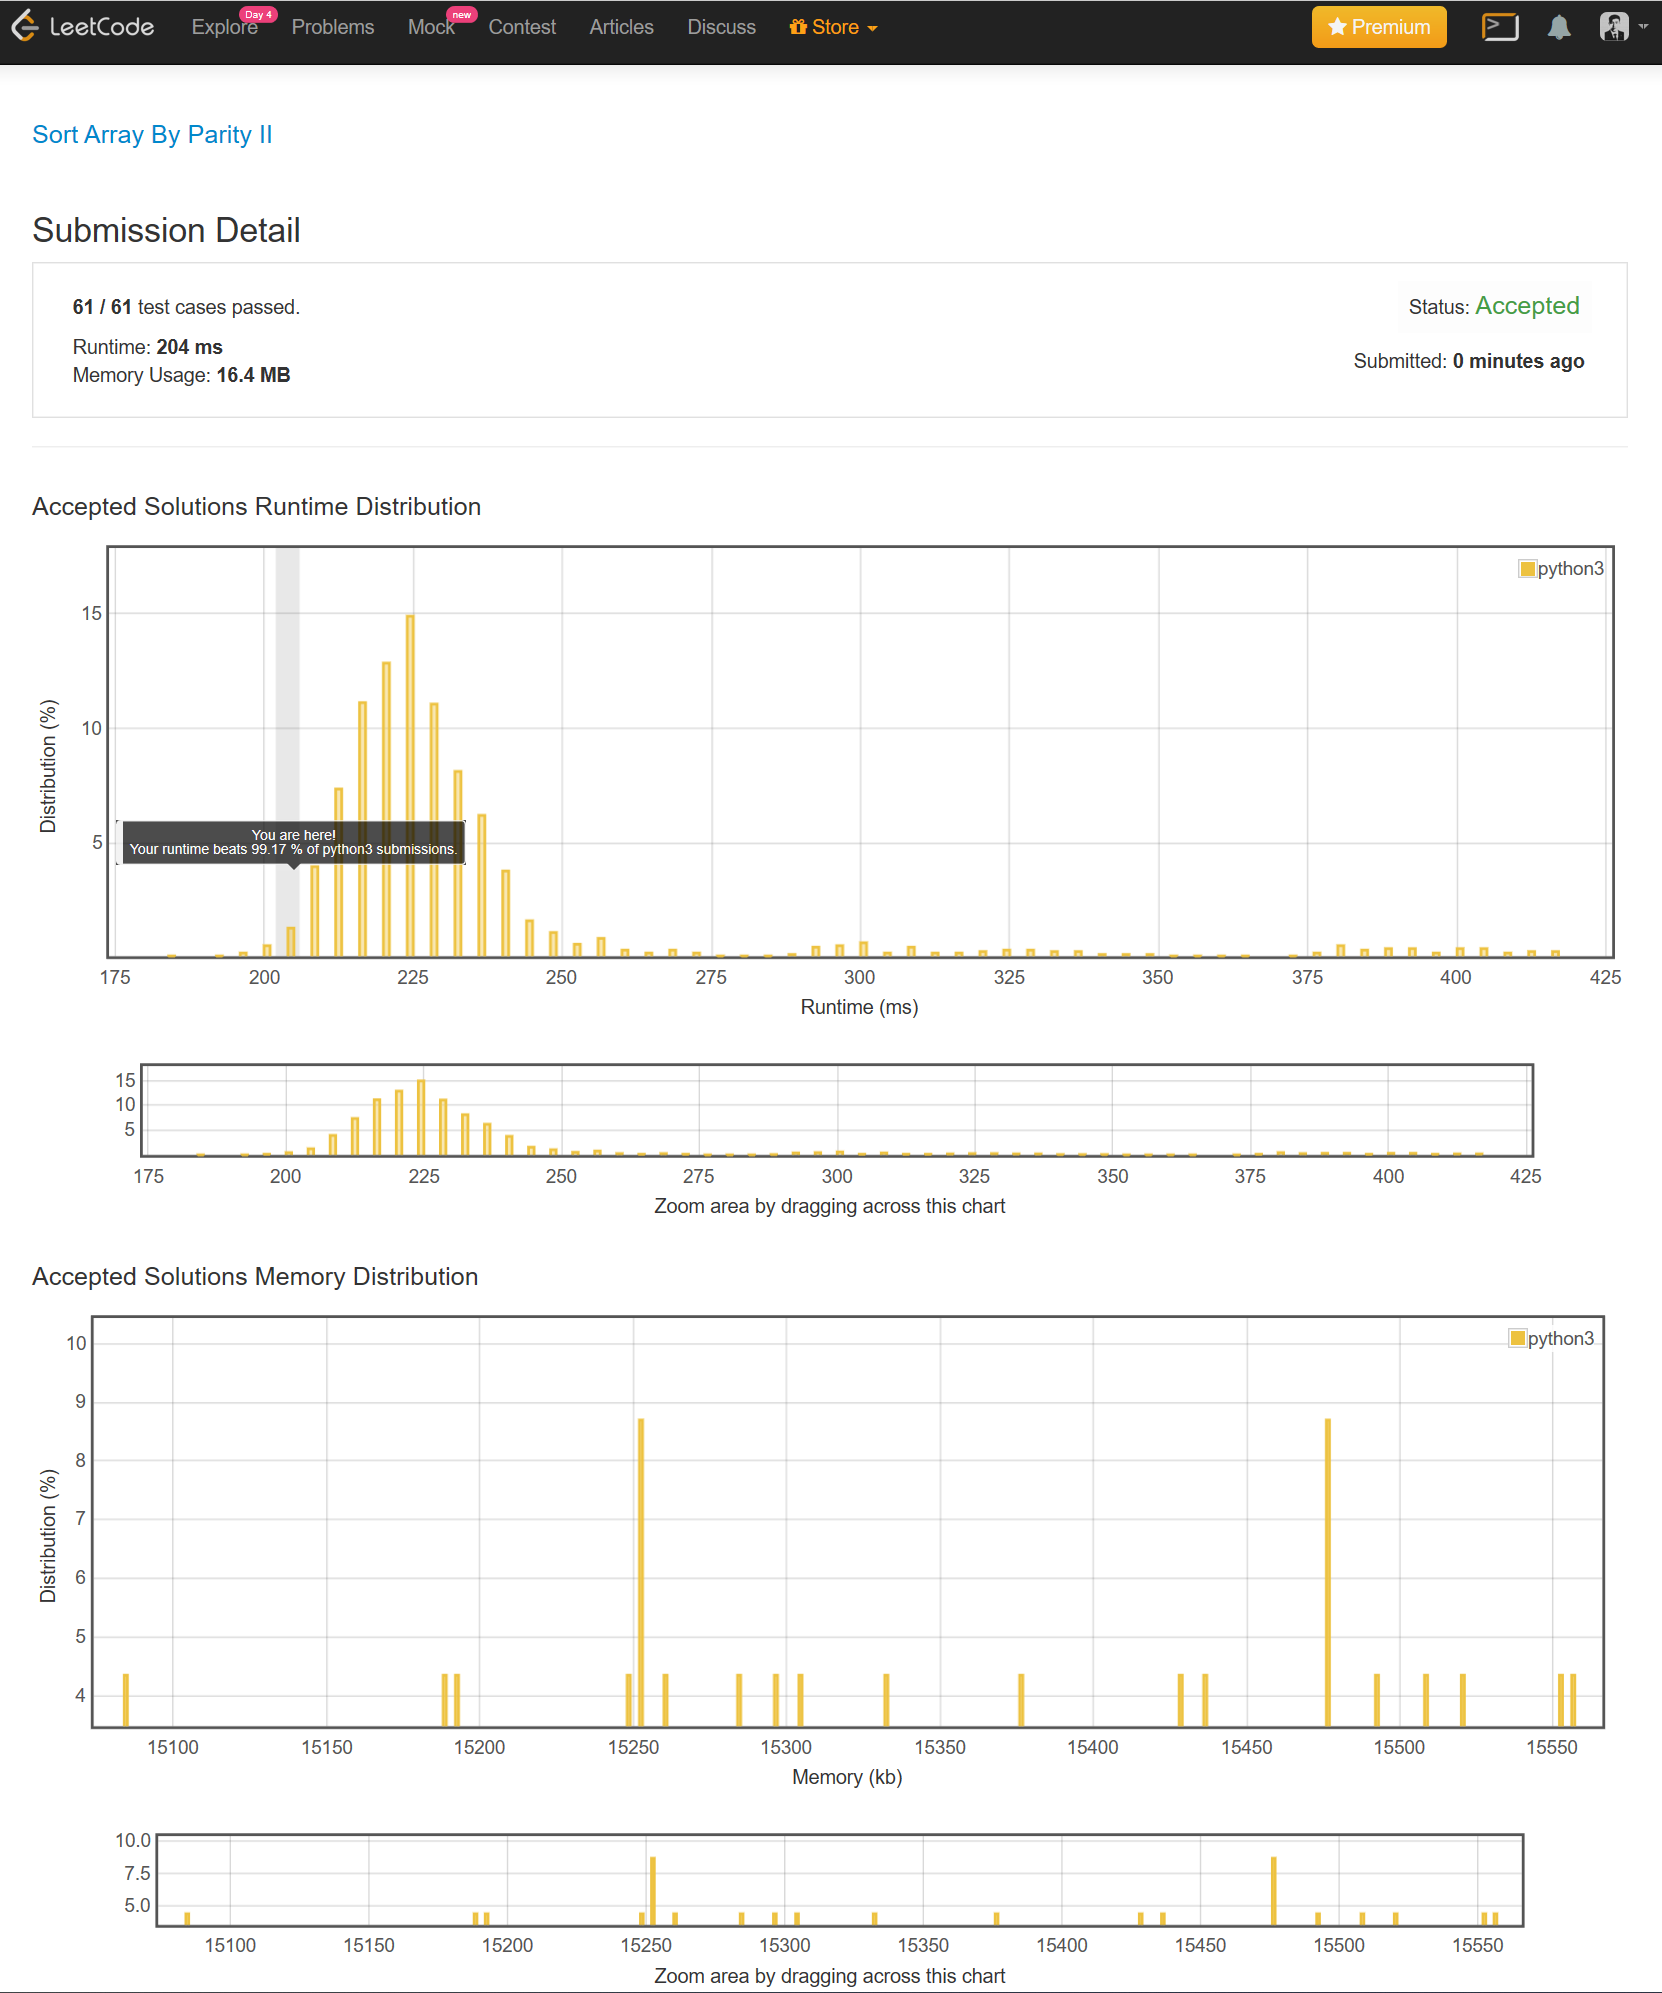 LeetCode Explore Day 4 Problems Mock new Contest Articles Discuss Store Premium
Sort Array By Parity II
Submission Detail
61 / 61 test cases passed.
Status: Accepted
Runtime: 204 ms
Submitted: 0 minutes ago
Memory Usage: 16.4 MB
Accepted Solutions Runtime Distribution
python3
15
10
5
Distribution (%)
You are here!
Your runtime beats 99.17 % of python3 submissions.
175 200 225 250 275 300 325 350 375 400 425
Runtime (ms)
15
10
5
175 200 225 250 275 300 325 350 375 400 425
Zoom area by dragging across this chart
Accepted Solutions Memory Distribution
python3
10
9
8
7
6
5
4
Distribution (%)
15100 15150 15200 15250 15300 15350 15400 15450 15500 15550
Memory (kb)
10.0
7.5
5.0
15100 15150 15200 15250 15300 15350 15400 15450 15500 15550
Zoom area by dragging across this chart